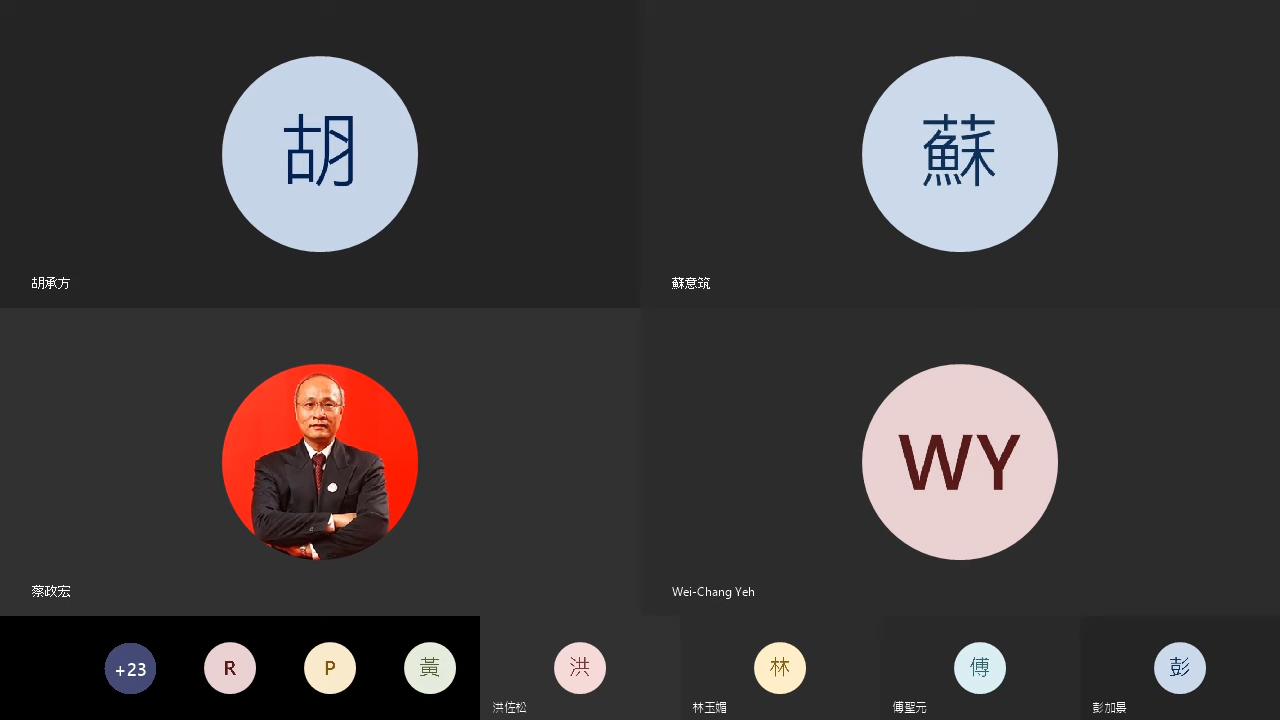 胡
蘇
胡承方
蘇意筑
WY
蔡政宏
Wei-Chang Yeh
+23
R
P
黃
洪
林
傅
彭
洪佐松
林玉媚
傅聖元
彭加景